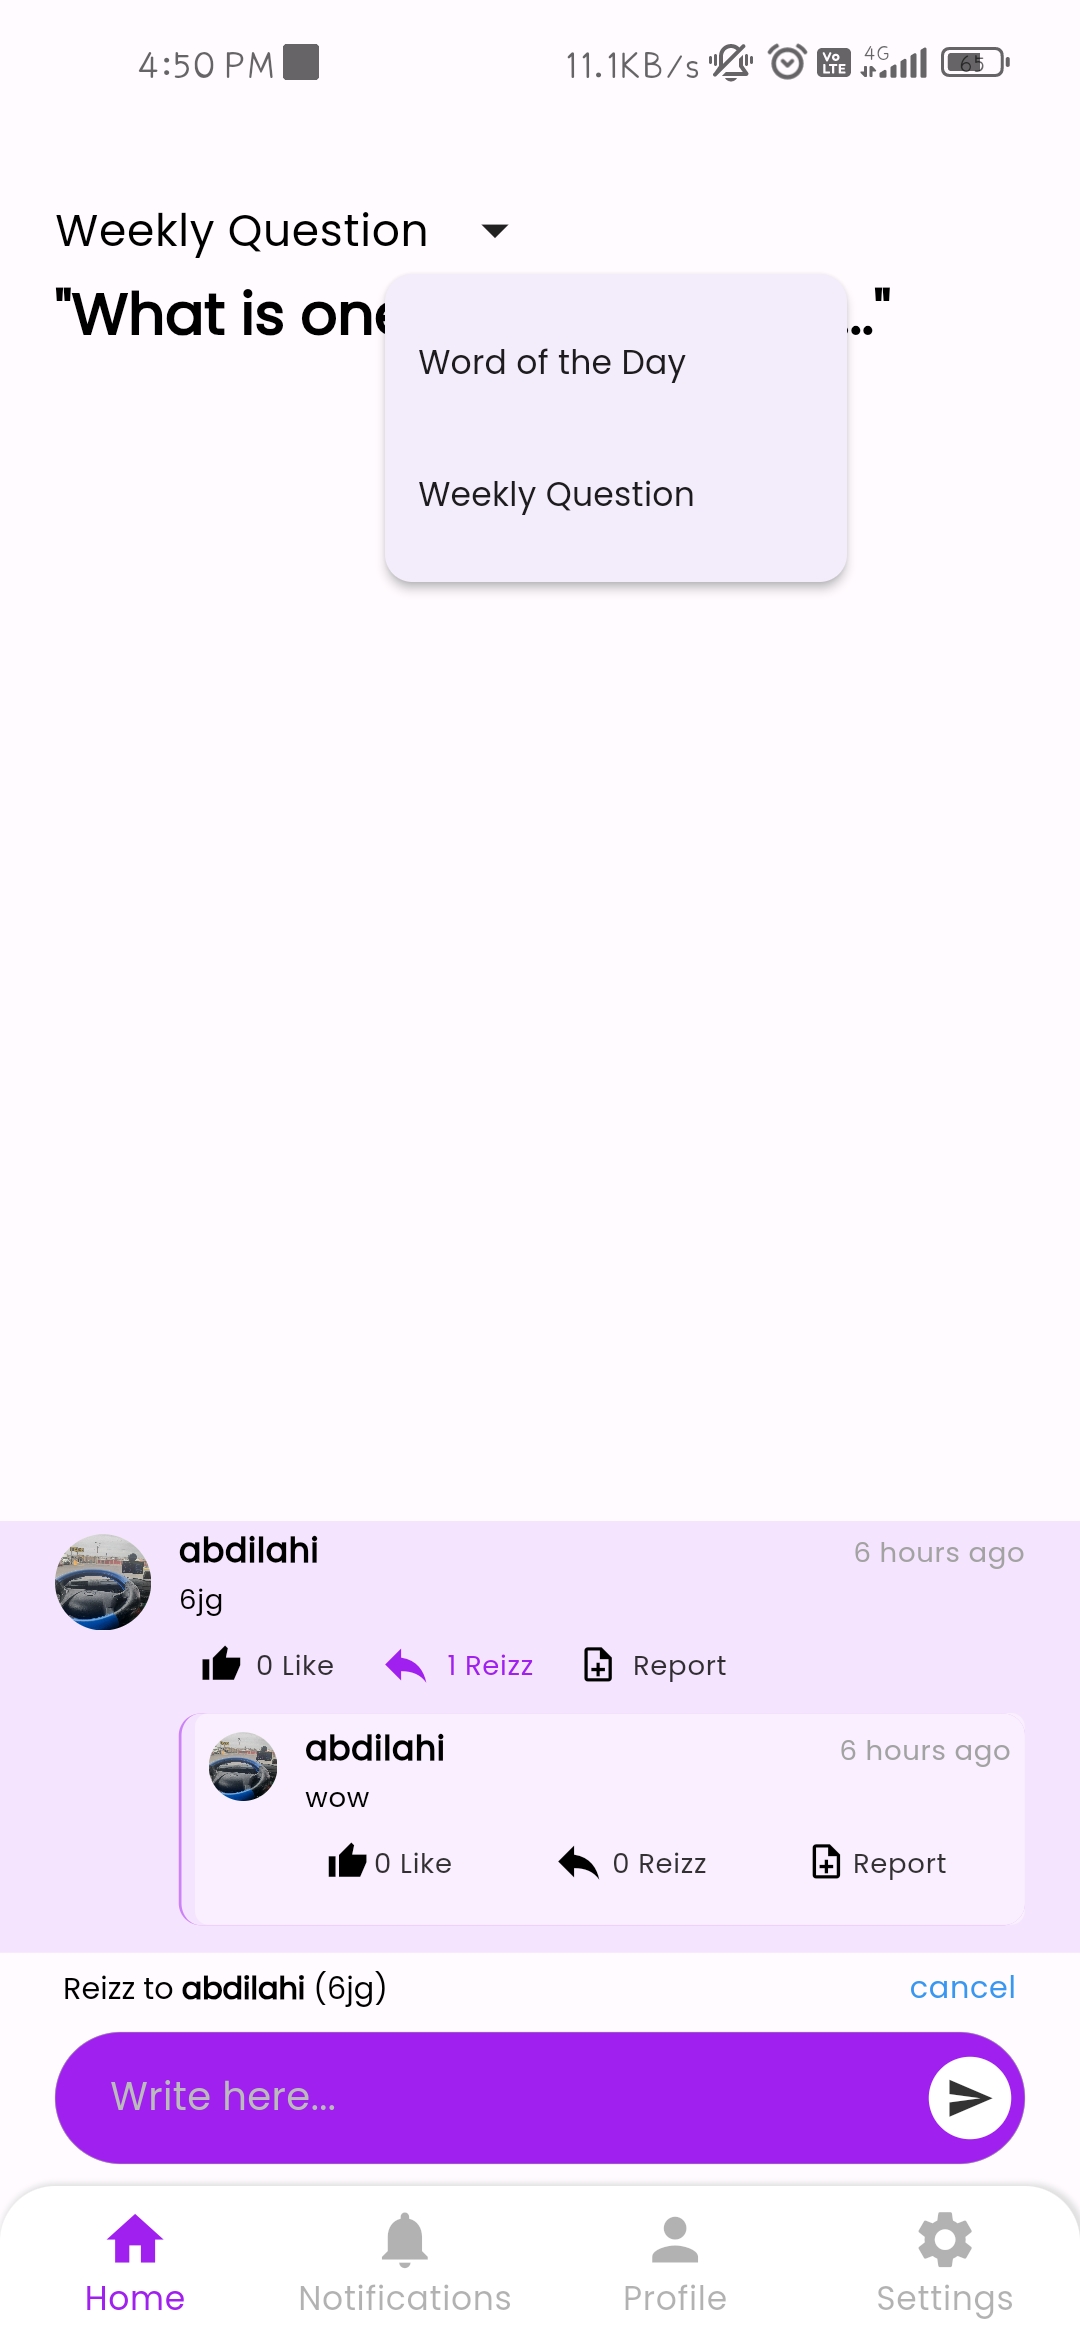 4:50 PM 11.1KB/s Vo LTE 4G 65
Weekly Question
"What is one ..."
Word of the Day
Weekly Question
abdilahi 6 hours ago
6jg
0 Like 1 Reizz Report
abdilahi 6 hours ago
wow
0 Like 0 Reizz Report
Reizz to abdilahi (6jg) cancel
Write here...
Home Notifications Profile Settings